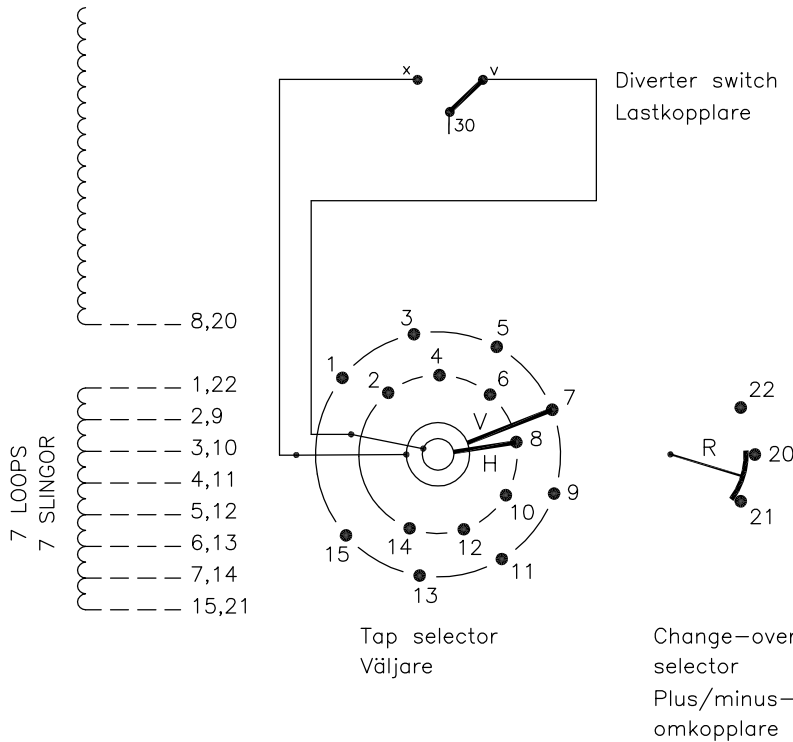 x
v
30
Diverter switch
Lastkopplare
8,20
1,22
2,9
3,10
4,11
5,12
6,13
7,14
15,21
7 LOOPS
7 SLINGOR
3
5
1
4
2
6
7
V
8
H
9
10
15
14
12
11
13
Tap selector
Väljare
22
R
20
21
Change-over
selector
Plus/minus-
omkopplare